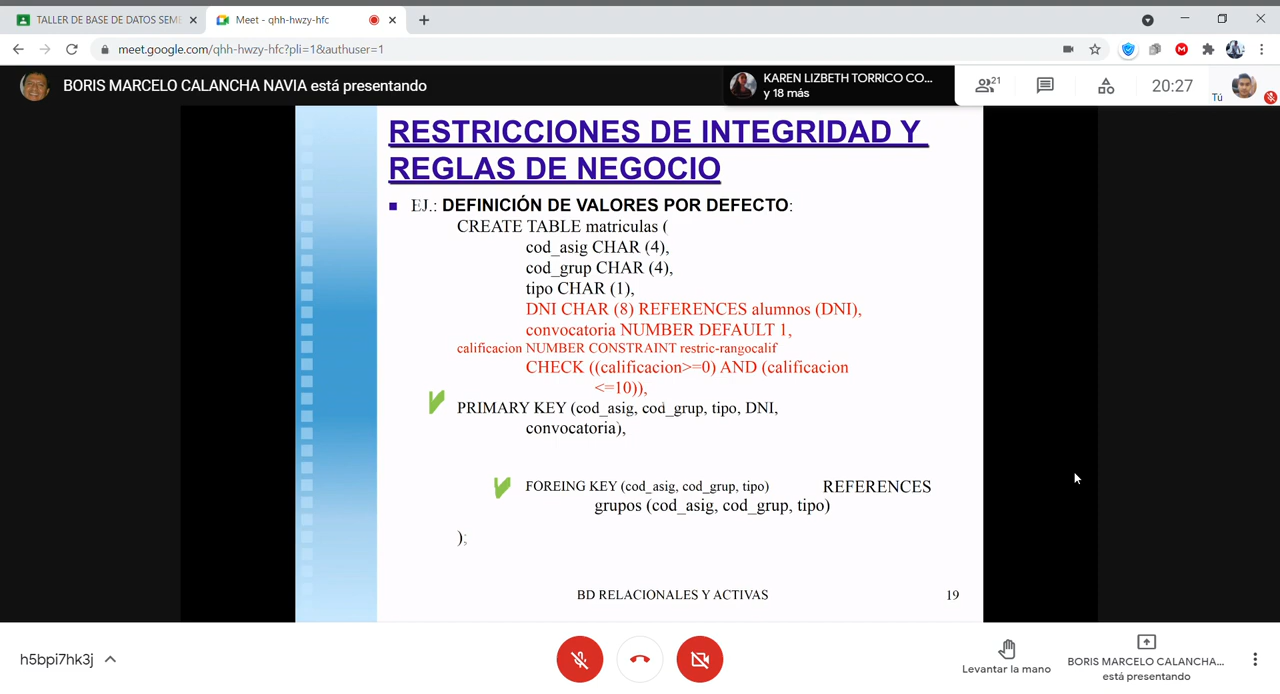 TALLER DE BASE DE DATOS SEM
Meet - qhh-hwzy-hfc
meet.google.com/qhh-hwzy-hfc?pli=1&authuser=1
BORIS MARCELO CALANCHA NAVIA está presentando
KAREN LIZBETH TORRICO CO...
y 18 más
21
20:27
Tú
RESTRICCIONES DE INTEGRIDAD Y
REGLAS DE NEGOCIO
EJ.: DEFINICIÓN DE VALORES POR DEFECTO:
CREATE TABLE matriculas (
cod_asig CHAR (4),
cod_grup CHAR (4),
tipo CHAR (1),
DNI CHAR (8) REFERENCES alumnos (DNI),
convocatoria NUMBER DEFAULT 1,
calificacion NUMBER CONSTRAINT restric-rangocalif
CHECK ((calificacion>=0) AND (calificacion
<=10)),
PRIMARY KEY (cod_asig, cod_grup, tipo, DNI,
convocatoria),
FOREING KEY (cod_asig, cod_grup, tipo) REFERENCES
grupos (cod_asig, cod_grup, tipo)
);
BD RELACIONALES Y ACTIVAS
19
h5bpi7hk3j
Levantar la mano
BORIS MARCELO CALANCHA...
está presentando